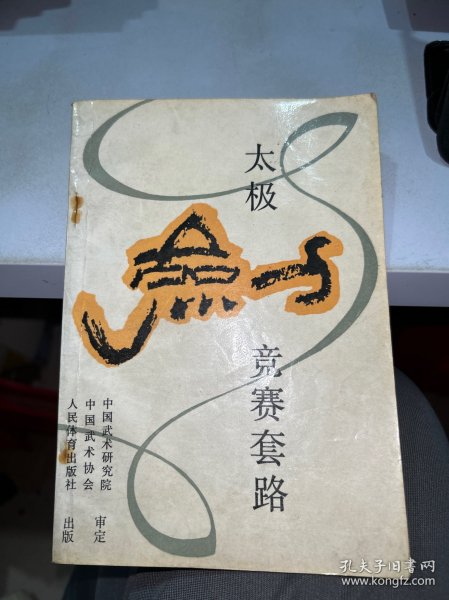 太极
竞赛套路
中国武术研究院
中国武术协会
审定
人民体育出版社 出版
孔夫子旧书网
www.kongfz.com